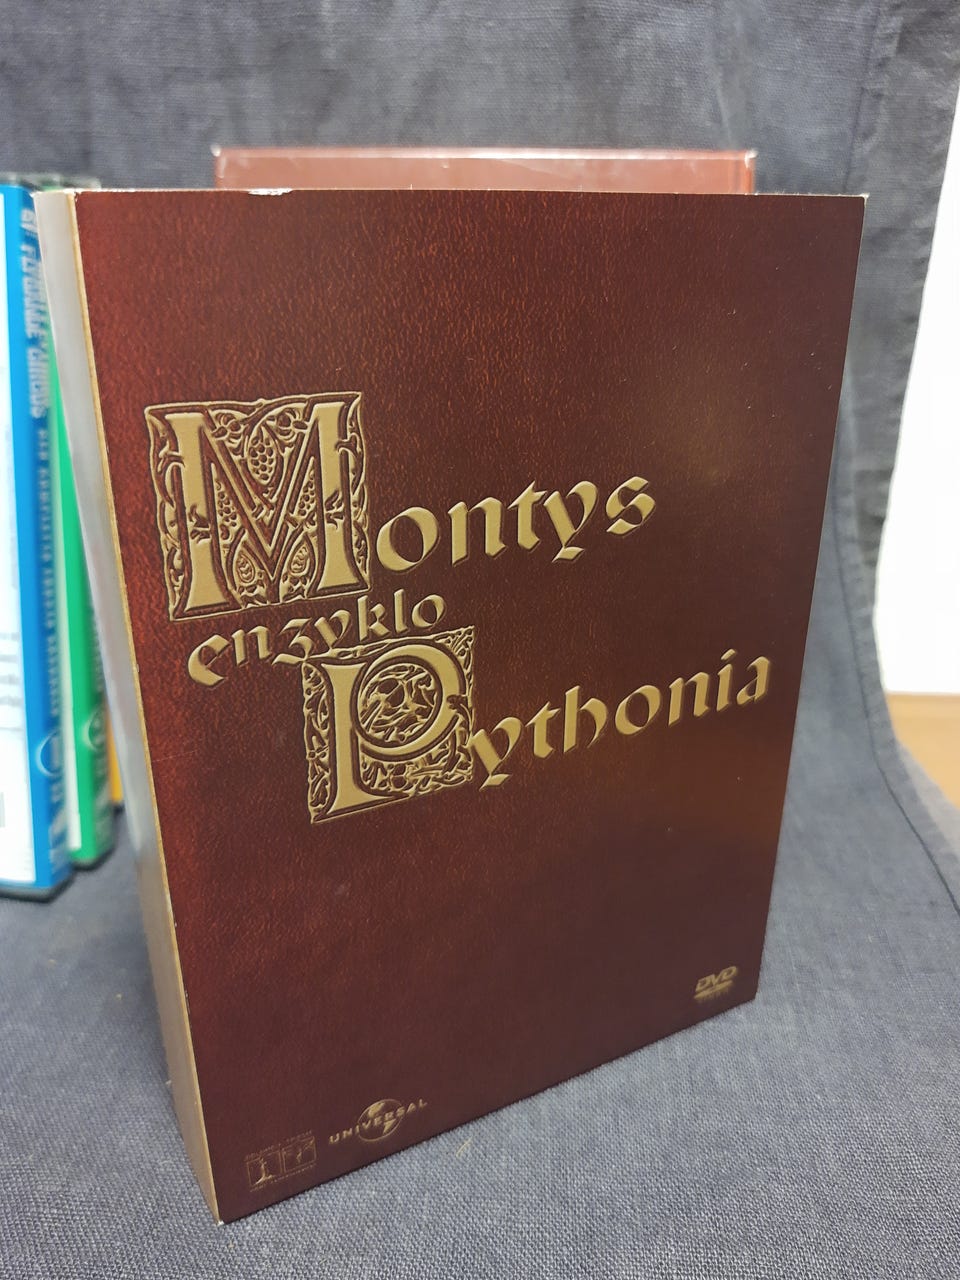 Montys
enzyklo
Pythonia
DVD
UNIVERSAL